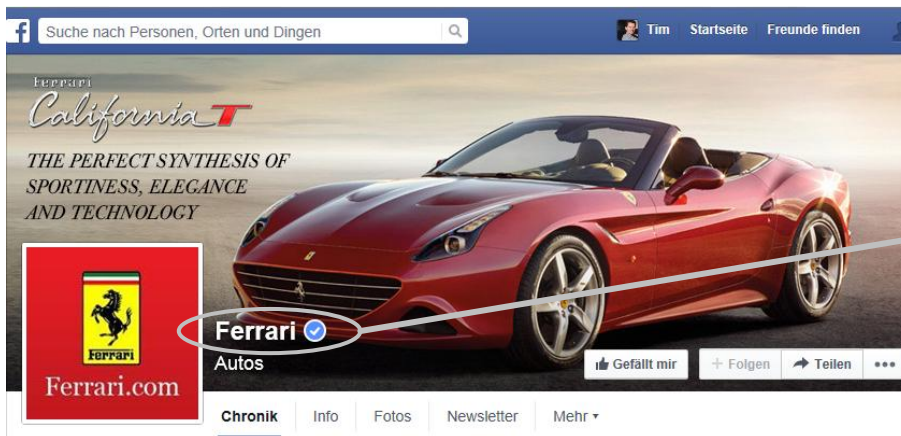 f
Suche nach Personen, Orten und Dingen
Tim Startseite Freunde finden
Ferrari
California T
THE PERFECT SYNTHESIS OF
SPORTINESS, ELEGANCE
AND TECHNOLOGY
Ferrari
Ferrari.com
Ferrari
Autos
Gefällt mir + Folgen Teilen •••
Chronik Info Fotos Newsletter Mehr ▾